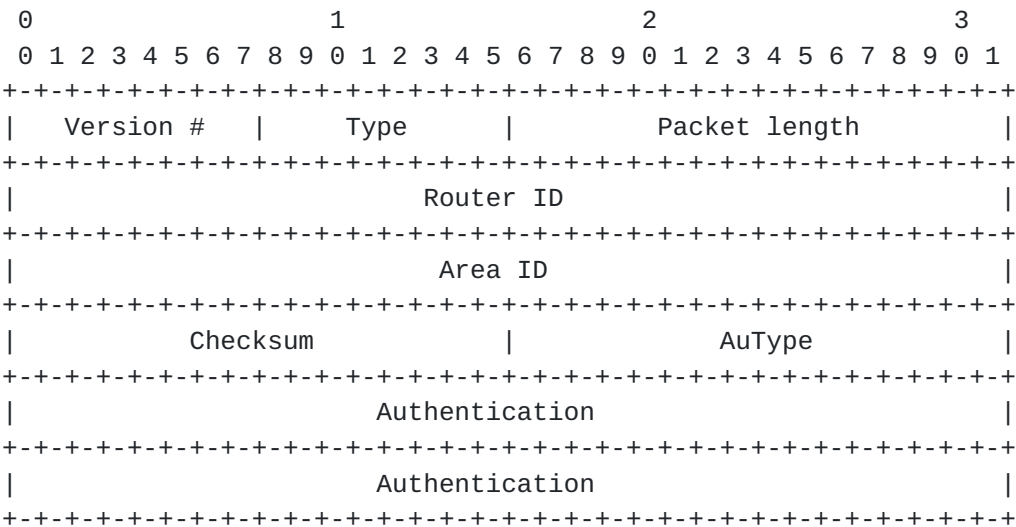 0                   1                   2                   3
 0 1 2 3 4 5 6 7 8 9 0 1 2 3 4 5 6 7 8 9 0 1 2 3 4 5 6 7 8 9 0 1
+-+-+-+-+-+-+-+-+-+-+-+-+-+-+-+-+-+-+-+-+-+-+-+-+-+-+-+-+-+-+-+-+
|   Version #   |     Type      |         Packet length         |
+-+-+-+-+-+-+-+-+-+-+-+-+-+-+-+-+-+-+-+-+-+-+-+-+-+-+-+-+-+-+-+-+
|                          Router ID                            |
+-+-+-+-+-+-+-+-+-+-+-+-+-+-+-+-+-+-+-+-+-+-+-+-+-+-+-+-+-+-+-+-+
|                           Area ID                             |
+-+-+-+-+-+-+-+-+-+-+-+-+-+-+-+-+-+-+-+-+-+-+-+-+-+-+-+-+-+-+-+-+
|           Checksum            |             AuType            |
+-+-+-+-+-+-+-+-+-+-+-+-+-+-+-+-+-+-+-+-+-+-+-+-+-+-+-+-+-+-+-+-+
|                       Authentication                          |
+-+-+-+-+-+-+-+-+-+-+-+-+-+-+-+-+-+-+-+-+-+-+-+-+-+-+-+-+-+-+-+-+
|                       Authentication                          |
+-+-+-+-+-+-+-+-+-+-+-+-+-+-+-+-+-+-+-+-+-+-+-+-+-+-+-+-+-+-+-+-+